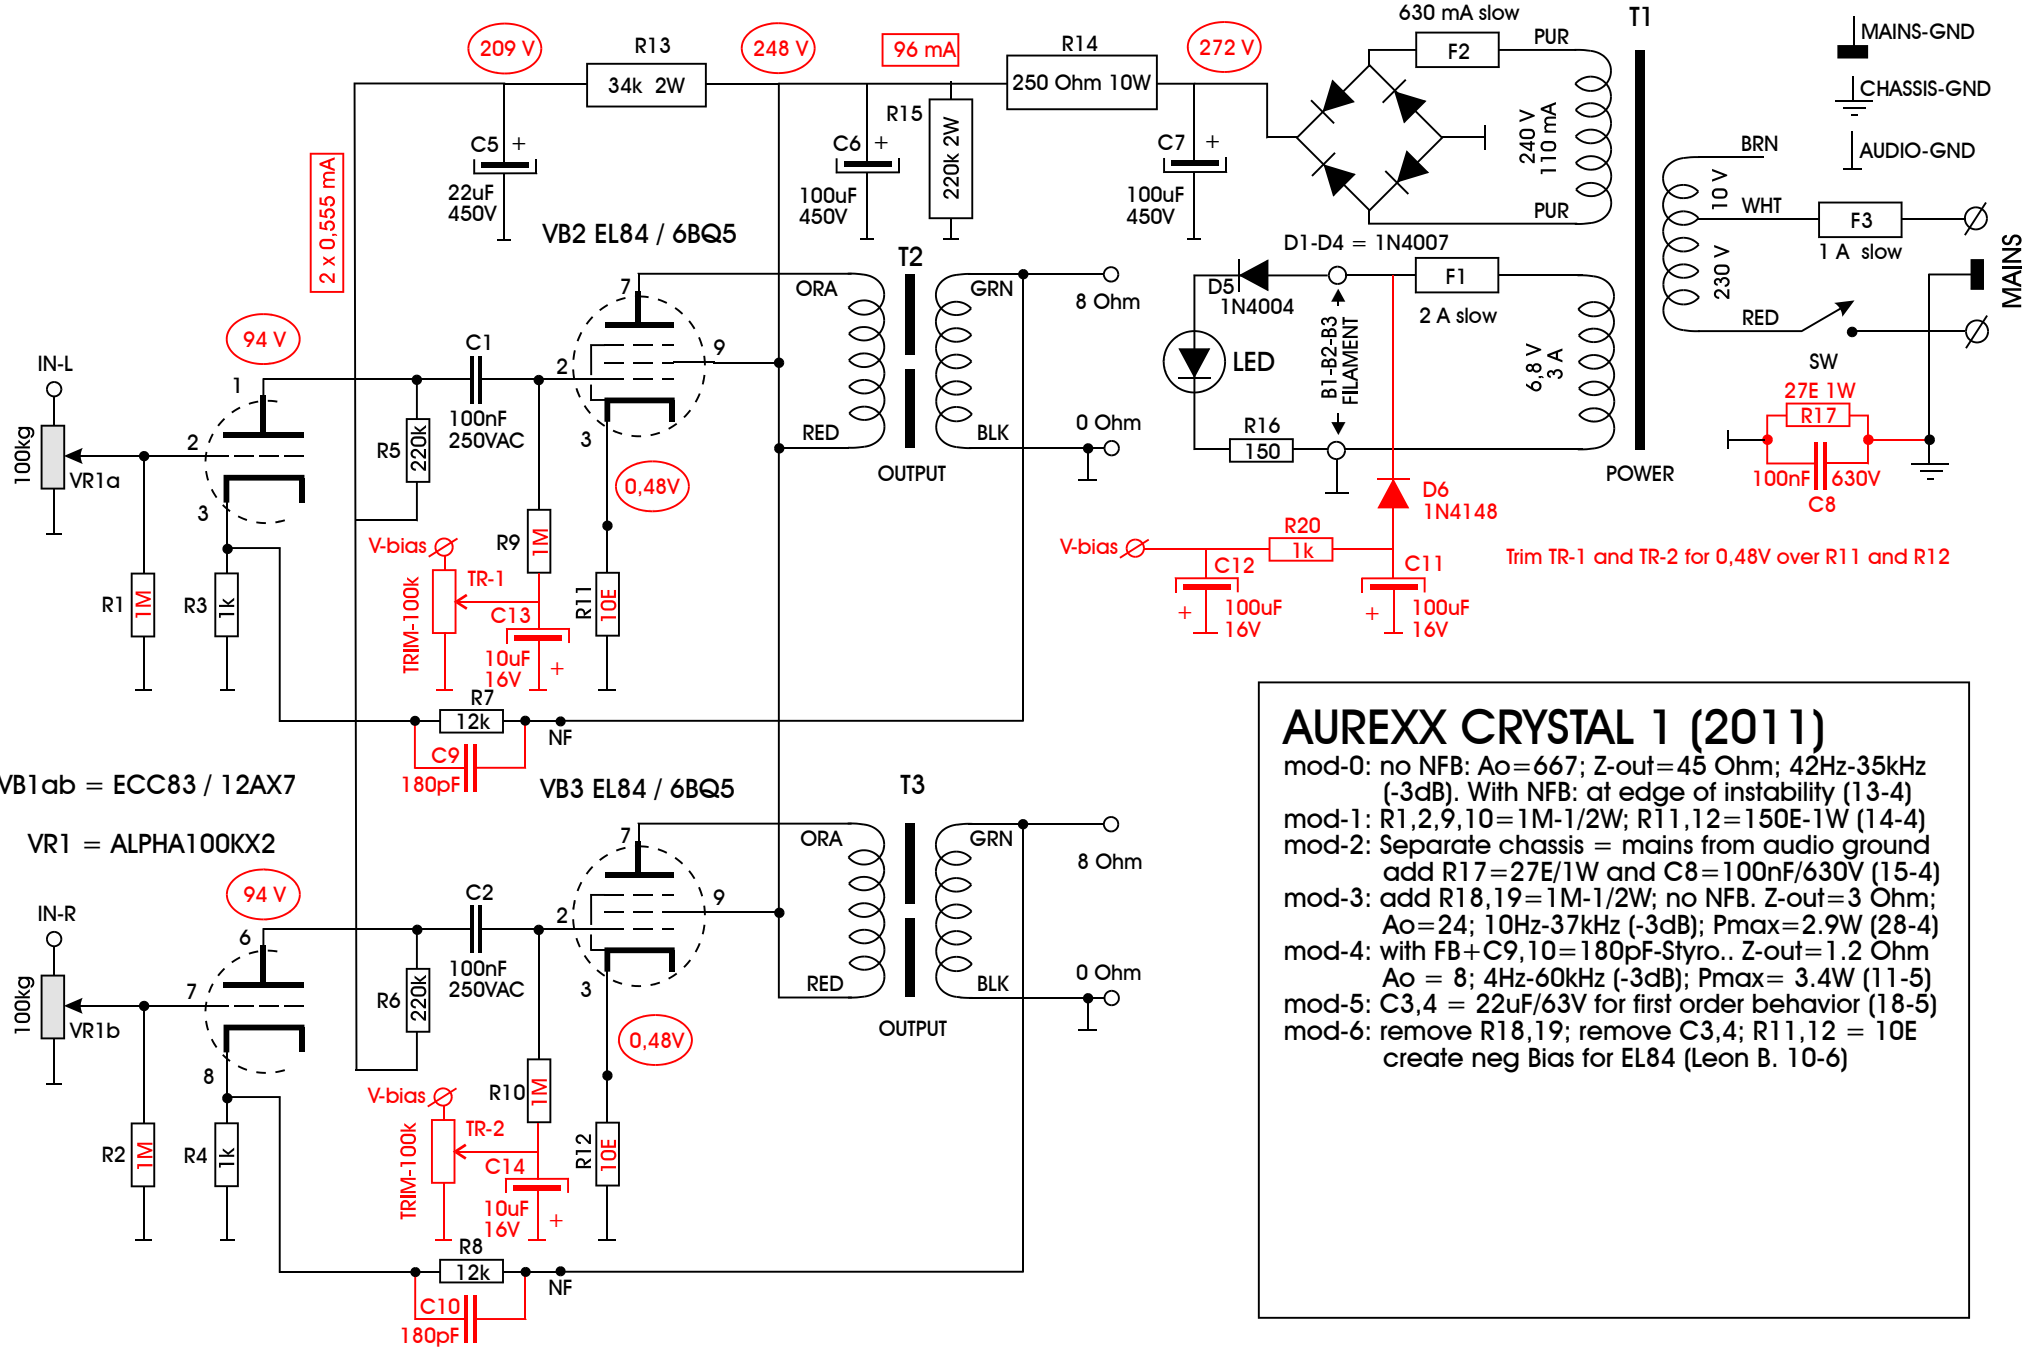 630 mA slow
T1
F2
PUR
MAINS-GND
209 V
R13
34k 2W
248 V
96 mA
R14
250 Ohm 10W
272 V
CHASSIS-GND
R15
220k 2W
240 V
110 mA
C5 +
22uF
450V
C6 +
100uF
450V
C7 +
100uF
450V
BRN
AUDIO-GND
10 V
2 x 0,555 mA
PUR
WHT
F3
1 A slow
VB2 EL84 / 6BQ5
T2
D1-D4 = 1N4007
7
ORA
GRN
8 Ohm
D5
1N4004
F1
2 A slow
230 V
MAINS
94 V
C1
9
B1-B2-B3
FILAMENT
RED
IN-L
1
2
LED
6,8 V
3 A
SW
100nF
250VAC
27E 1W
R17
100kg
2
R5
220k
3
RED
BLK
0 Ohm
R16
150
VR1a
OUTPUT
POWER
100nF
630V
C8
0,48V
3
D6
1N4148
V-bias
R9
1M
V-bias
R20
1k
TR-1
TRIM-100k
C12
C11
Trim TR-1 and TR-2 for 0,48V over R11 and R12
R1
1M
R3
1k
C13
R11
10E
+
100uF
16V
+
100uF
16V
10uF
16V
+
R7
12k
NF
C9
180pF
AUREXX CRYSTAL 1 (2011)
mod-0: no NFB: Ao=667; Z-out=45 Ohm; 42Hz-35kHz
(-3dB). With NFB: at edge of instability (13-4)
mod-1: R1,2,9,10=1M-1/2W; R11,12=150E-1W (14-4)
mod-2: Separate chassis = mains from audio ground
add R17=27E/1W and C8=100nF/630V (15-4)
mod-3: add R18,19=1M-1/2W; no NFB. Z-out=3 Ohm;
Ao=24; 10Hz-37kHz (-3dB); Pmax=2.9W (28-4)
mod-4: with FB+C9,10=180pF-Styro.. Z-out=1.2 Ohm
Ao = 8; 4Hz-60kHz (-3dB); Pmax= 3.4W (11-5)
mod-5: C3,4 = 22uF/63V for first order behavior (18-5)
mod-6: remove R18,19; remove C3,4; R11,12 = 10E
create neg Bias for EL84 (Leon B. 10-6)
VB1ab = ECC83 / 12AX7
VB3 EL84 / 6BQ5
T3
VR1 = ALPHA100KX2
7
ORA
GRN
8 Ohm
94 V
C2
9
IN-R
6
2
100nF
250VAC
100kg
7
R6
220k
3
RED
BLK
0 Ohm
VR1b
OUTPUT
0,48V
8
V-bias
R10
1M
TR-2
TRIM-100k
R2
1M
R4
1k
C14
R12
10E
10uF
16V
+
R8
12k
NF
C10
180pF